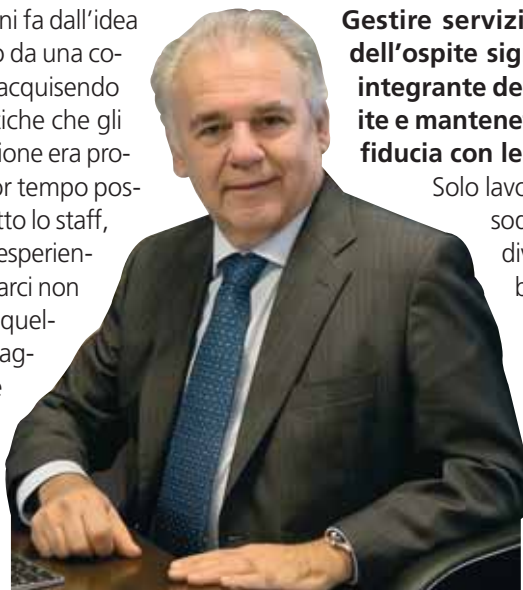 ni fa dall'idea
o da una co-
acquisendo
iche che gli
ione era pro-
or tempo pos-
tto lo staff,
esperien-
arci non
quel-
ag-
e
Gestire servizi
dell'ospite sig
integrante de
ite e mantene
fiducia con le
Solo lavo
soc
div
b